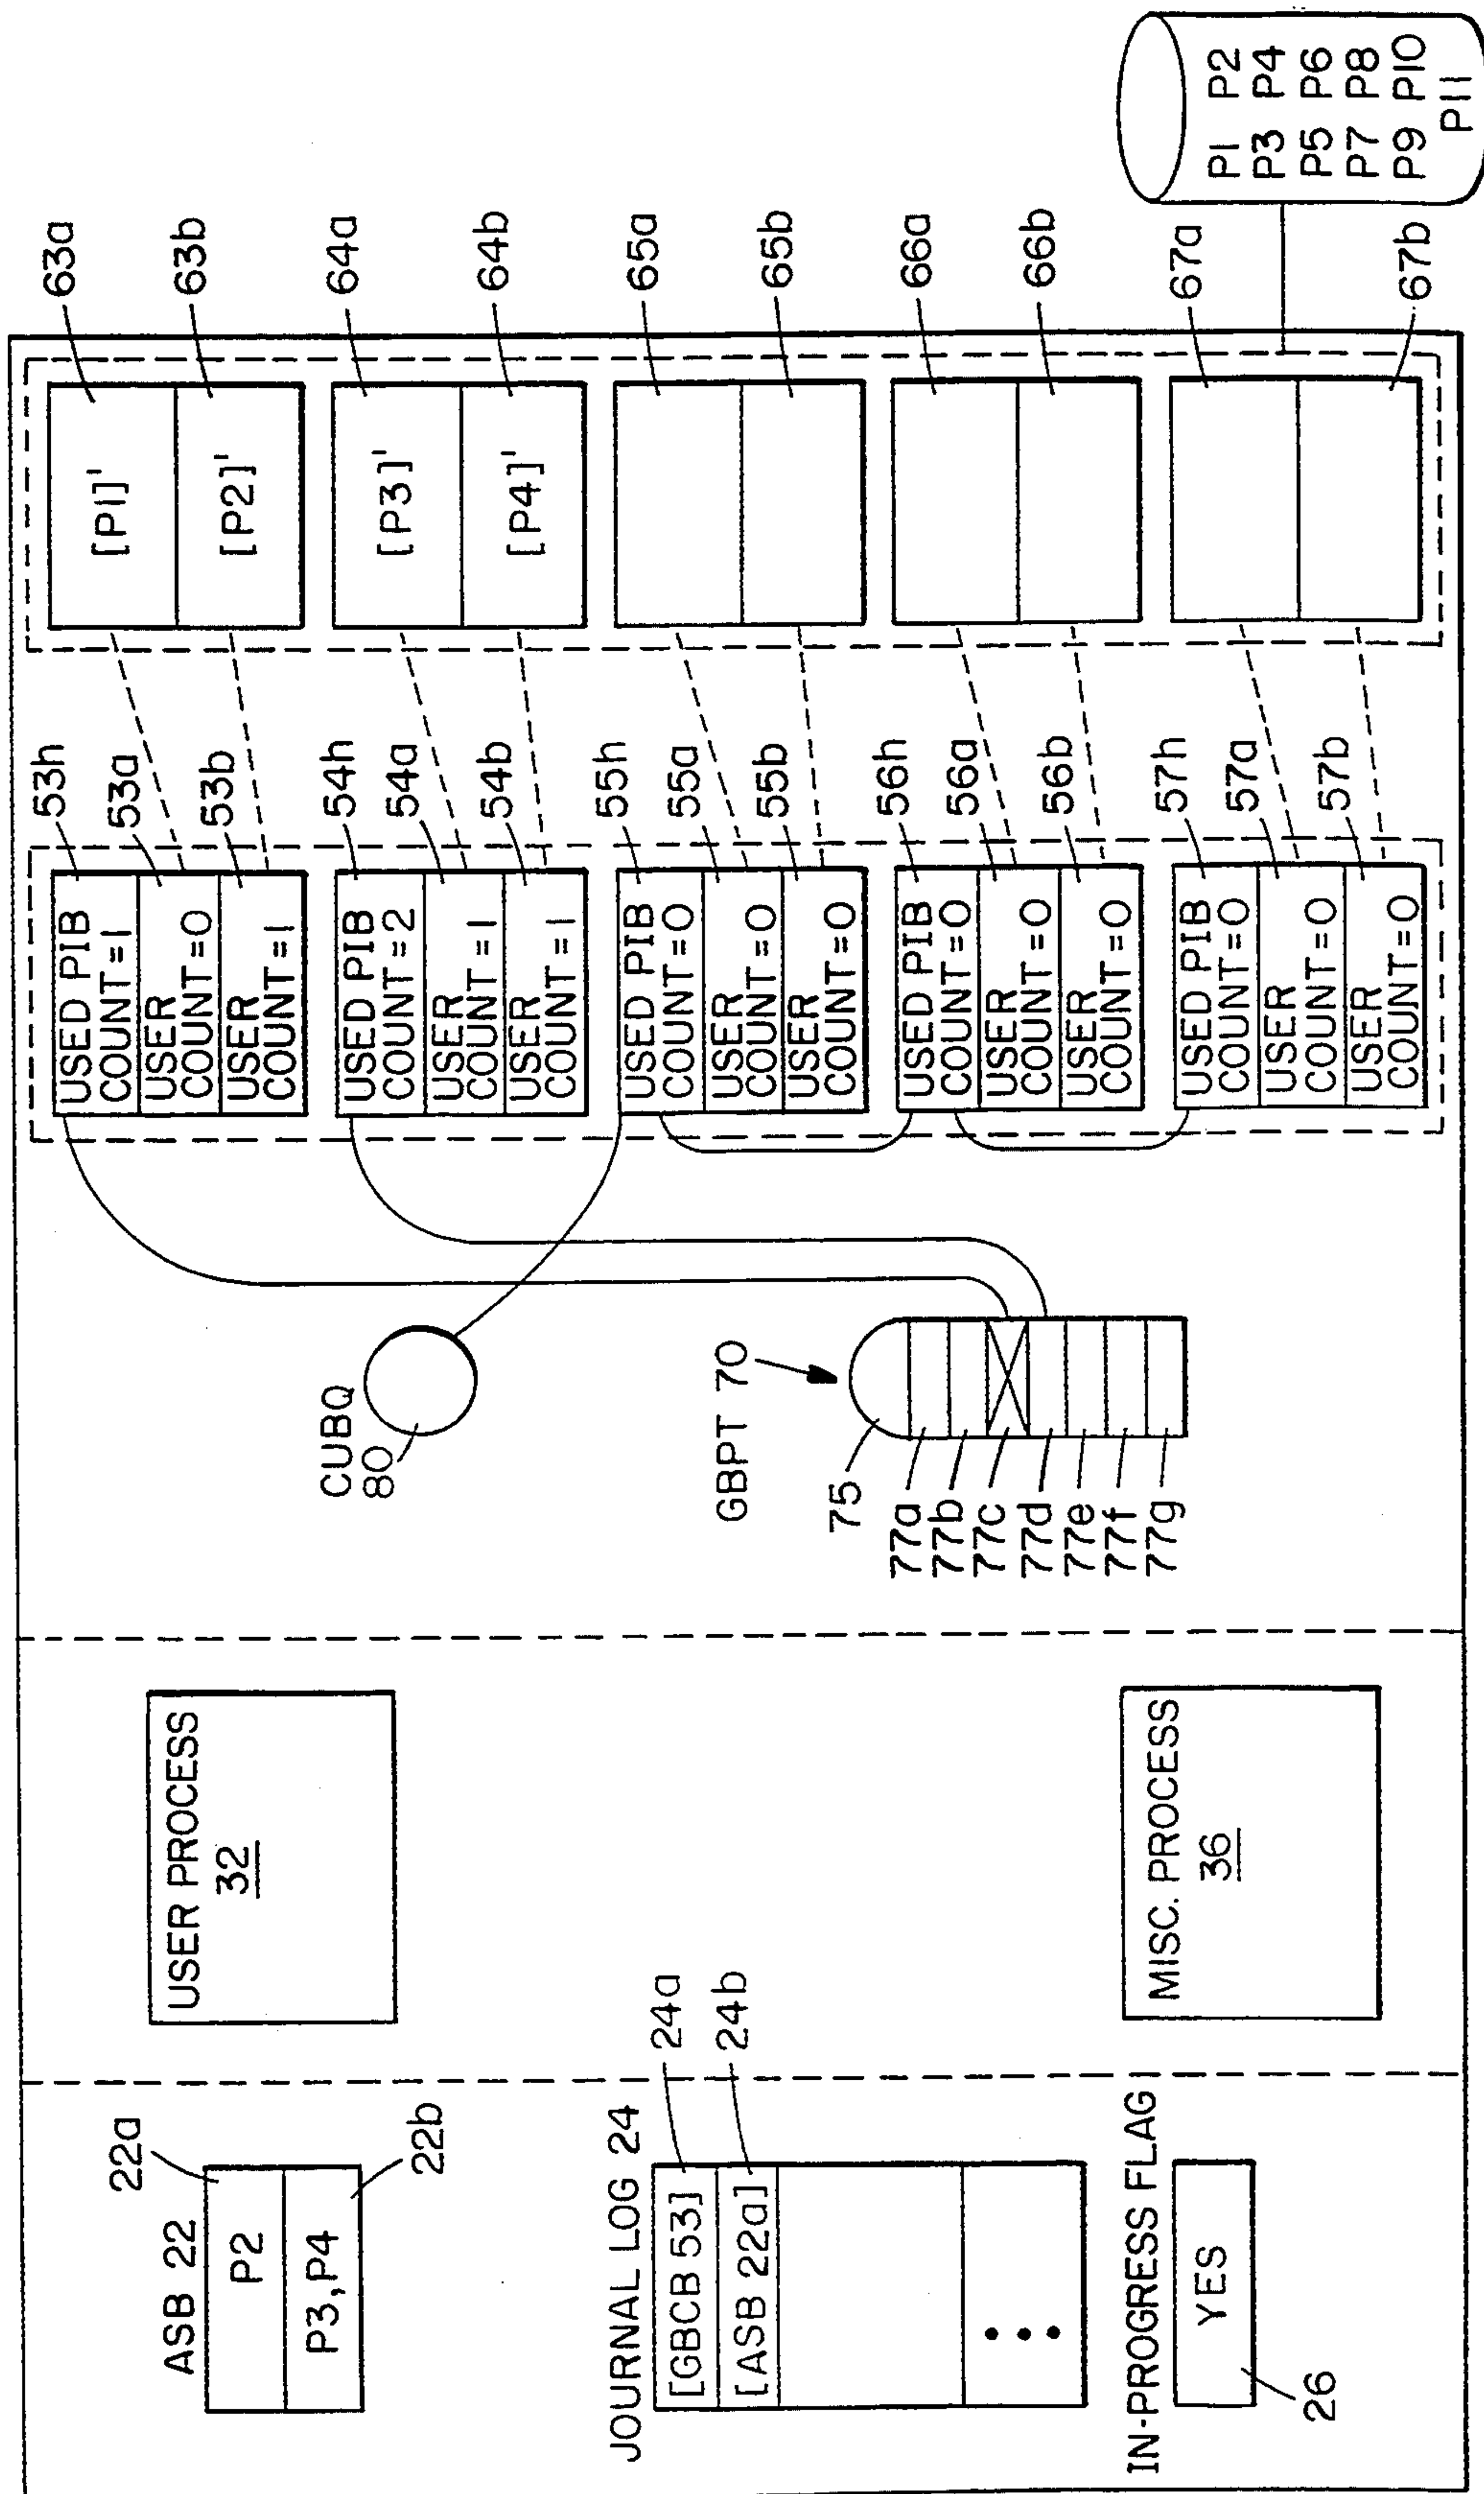 ASB 22
22a
P2
P3,P4
22b
JOURNAL LOG 24
[GBCB 53]
24a
[ASB 22a]
24b
•••
IN-PROGRESS FLAG
YES
26
USER PROCESS
32
MISC. PROCESS
36
CUBQ
80
GBPT 70
75
77a
77b
77c
77d
77e
77f
77g
USED PIB
COUNT=1
53h
USER
COUNT=0
53a
USER
COUNT=1
53b
USED PIB
COUNT=2
54h
USER
COUNT=1
54a
USER
COUNT=1
54b
USED PIB
COUNT=0
55h
USER
COUNT=0
55a
USER
COUNT=0
55b
USED PIB
COUNT=0
56h
USER
COUNT=0
56a
USER
COUNT=0
56b
USED PIB
COUNT=0
57h
USER
COUNT=0
57a
USER
COUNT=0
57b
[P1]'
63a
[P2]'
63b
[P3]'
64a
[P4]'
64b
65a
65b
66a
66b
67a
67b
P1 P2
P3 P4
P5 P6
P7 P8
P9 P10
P11